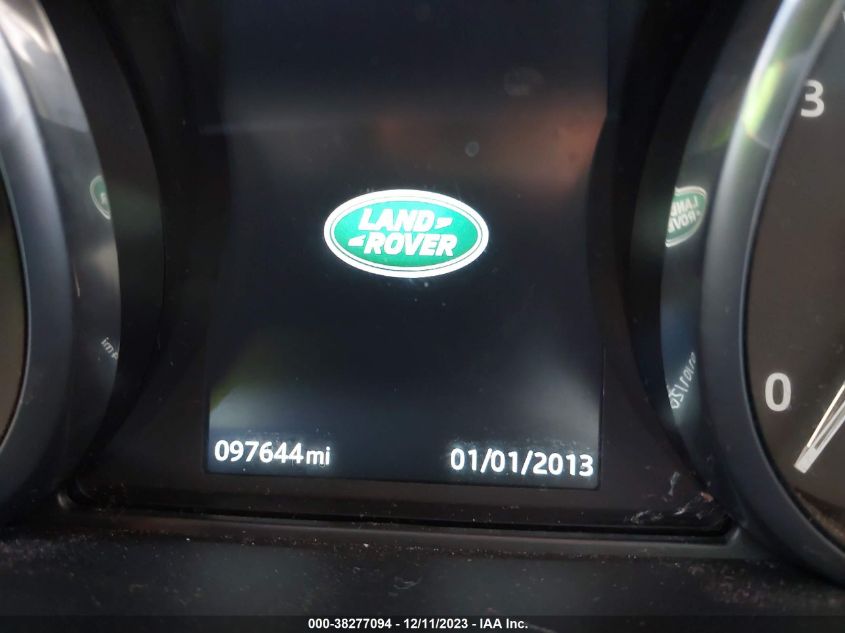 3
LAND
ROVER
0
097644mi
01/01/2013
000-38277094 - 12/11/2023 - IAA Inc.